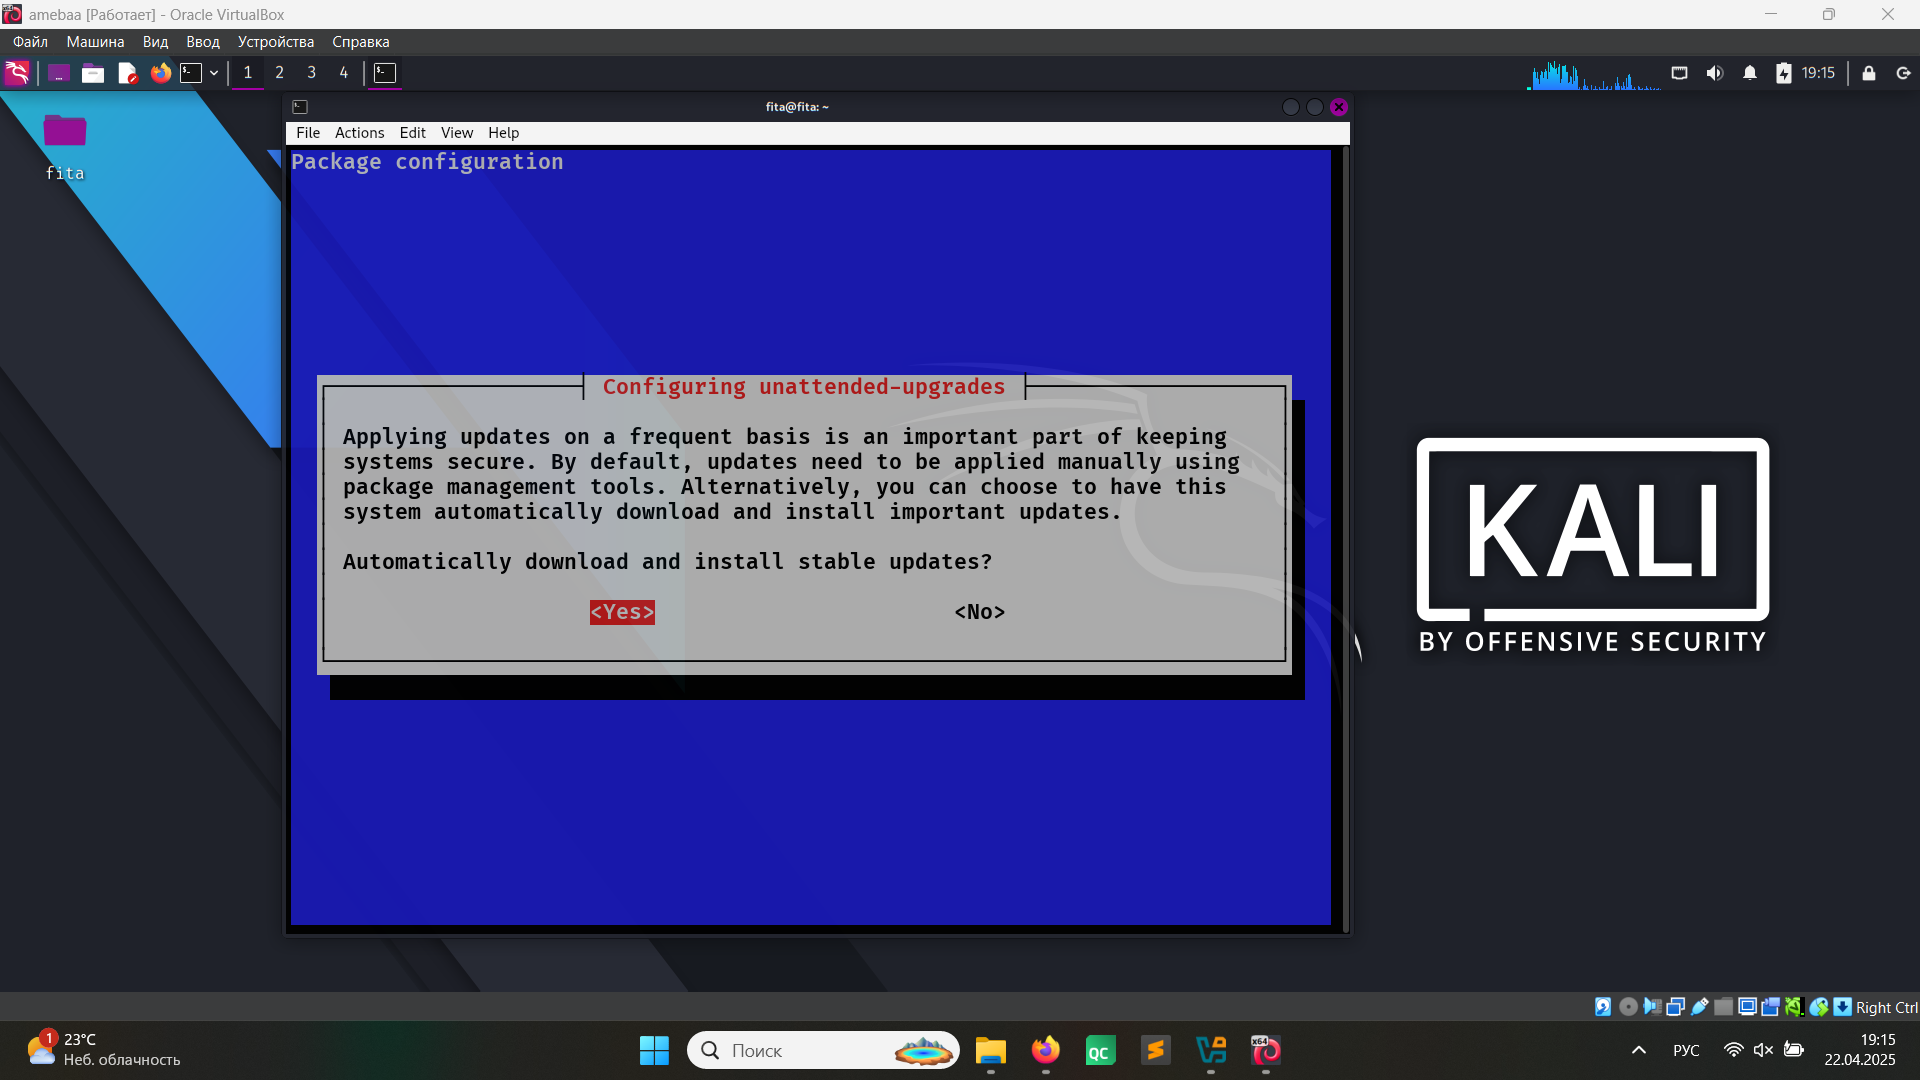 amebaa [Работает] - Oracle VirtualBox
Файл Машина Вид Ввод Устройства Справка
1 2 3 4
19:15
fita@fita: ~
File Actions Edit View Help
fita
Package configuration
Configuring unattended-upgrades
Applying updates on a frequent basis is an important part of keeping
systems secure. By default, updates need to be applied manually using
package management tools. Alternatively, you can choose to have this
system automatically download and install important updates.
Automatically download and install stable updates?
<Yes> <No>
KALI
BY OFFENSIVE SECURITY
Right Ctrl
1
23°C
Неб. облачность
Поиск
QC
x64
РУС
19:15
22.04.2025